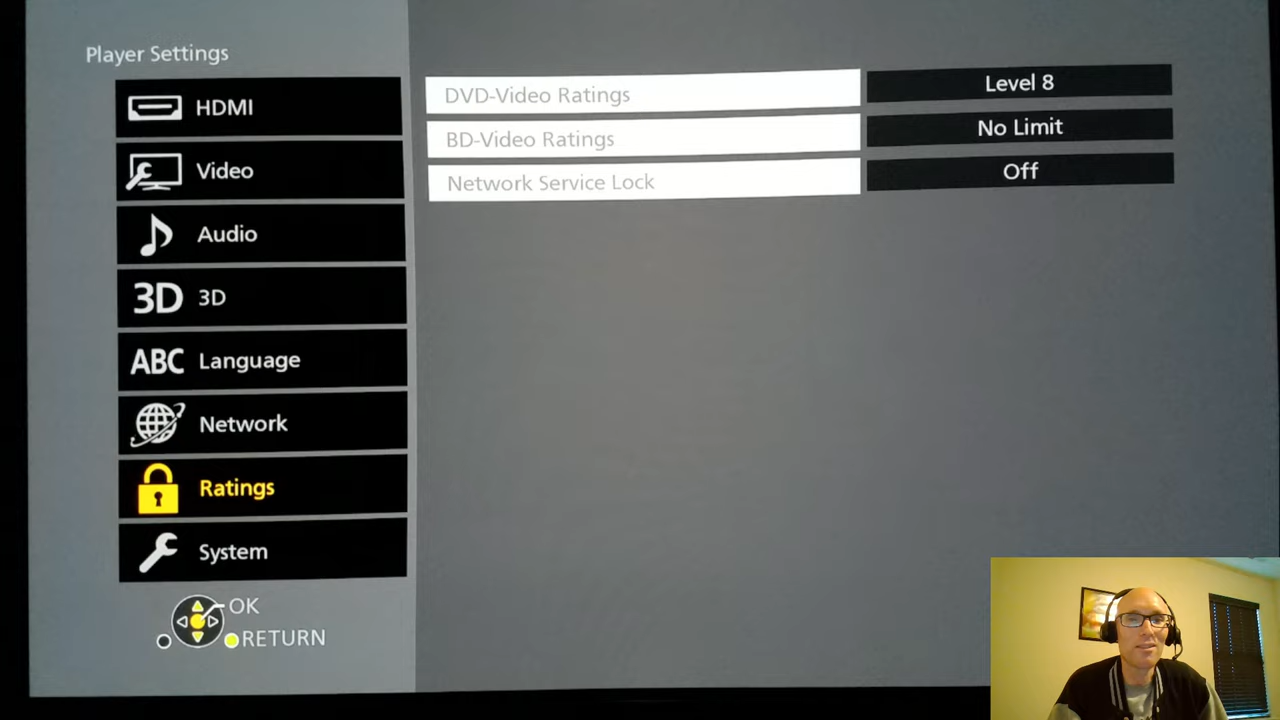 Player Settings
HDMI
Video
Audio
3D 3D
ABC Language
Network
Ratings
System
OK
RETURN
DVD-Video Ratings Level 8
BD-Video Ratings No Limit
Network Service Lock Off